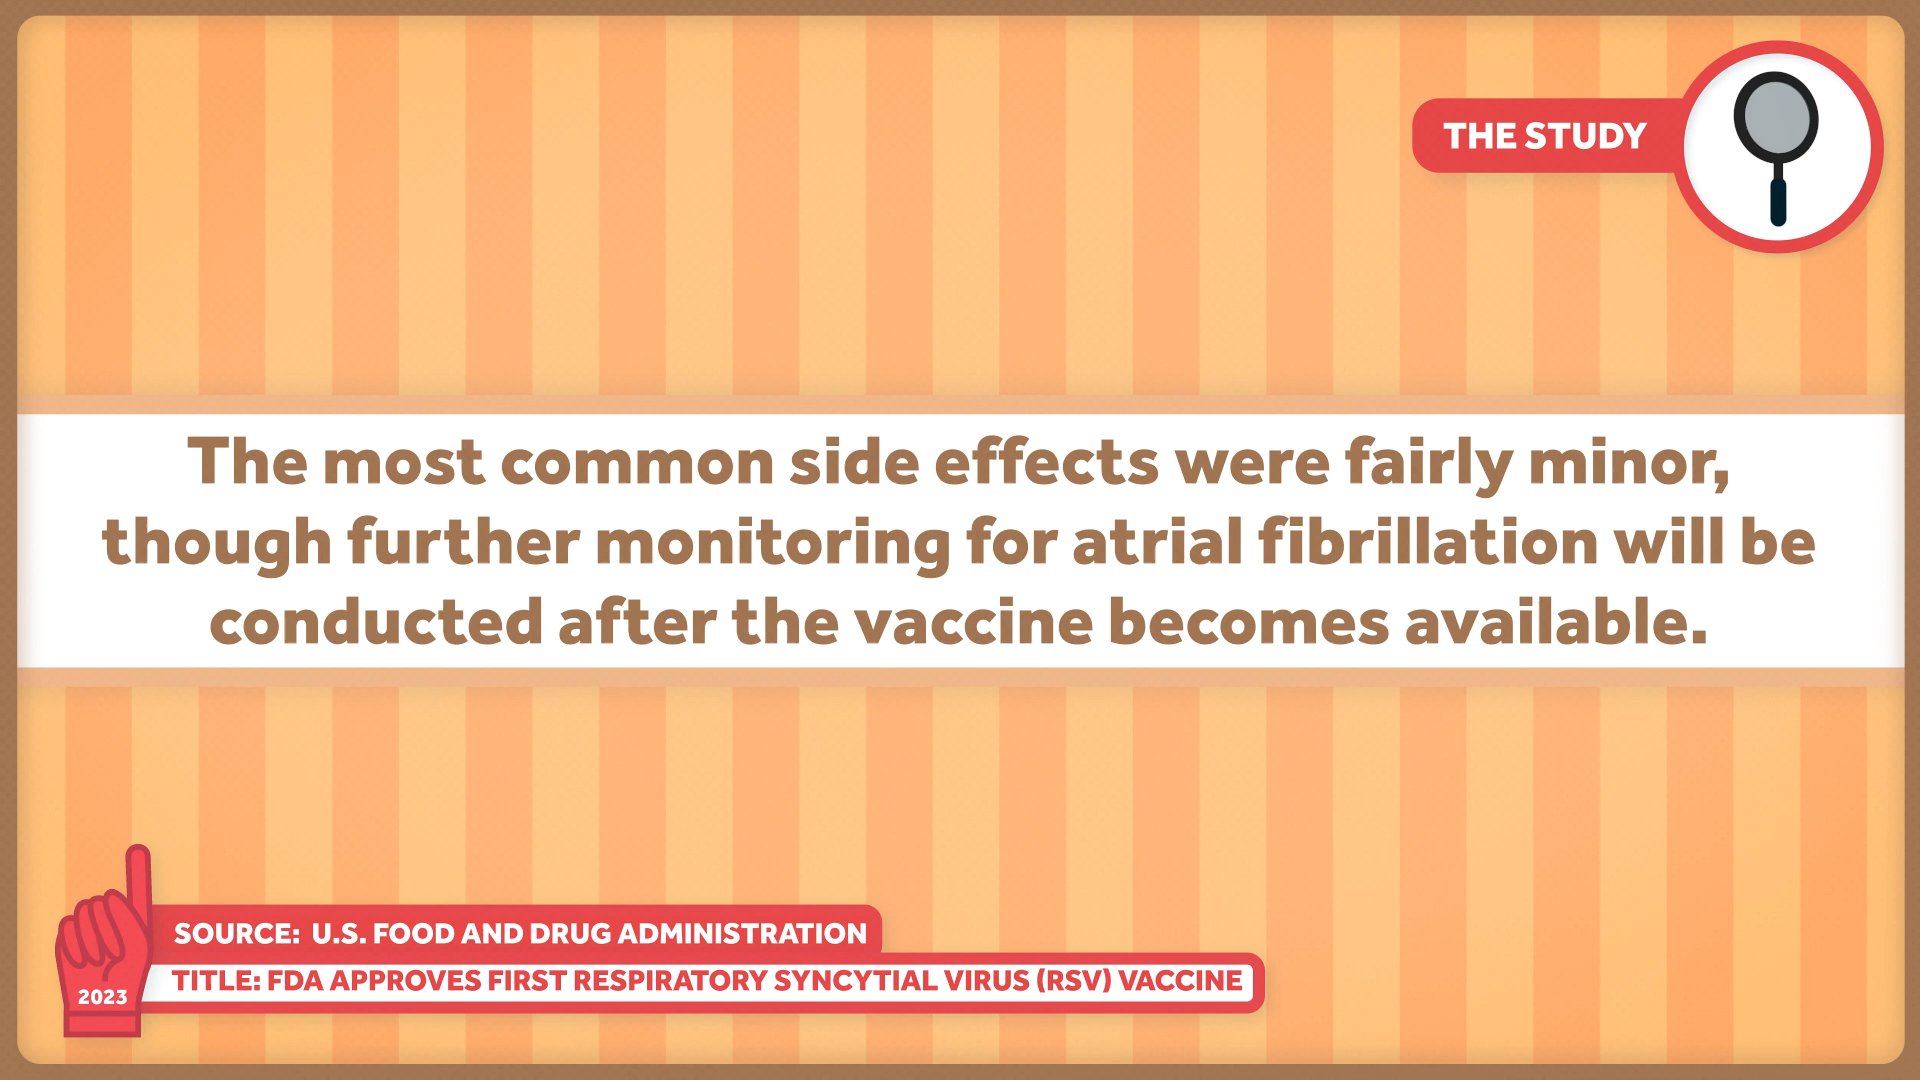 THE STUDY
The most common side effects were fairly minor,
though further monitoring for atrial fibrillation will be
conducted after the vaccine becomes available.
SOURCE: U.S. FOOD AND DRUG ADMINISTRATION
TITLE: FDA APPROVES FIRST RESPIRATORY SYNCYTIAL VIRUS (RSV) VACCINE
2023